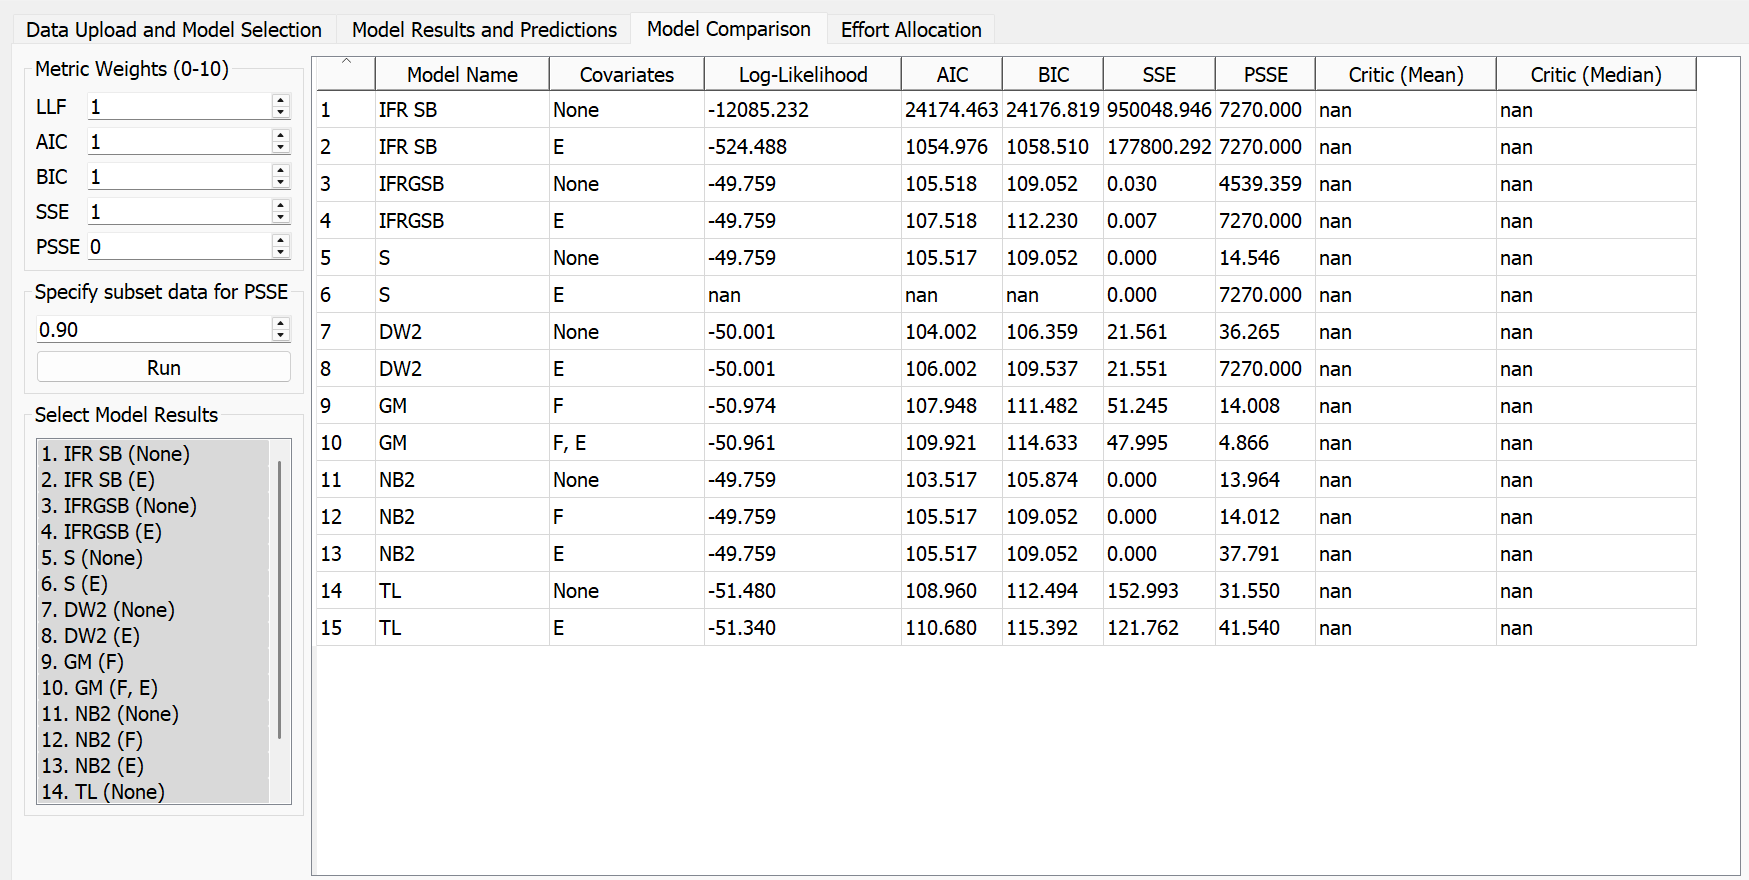 Data Upload and Model Selection
Model Results and Predictions
Model Comparison
Effort Allocation
Metric Weights (0-10)
LLF 1
AIC 1
BIC 1
SSE 1
PSSE 0
Specify subset data for PSSE
0.90
Run
Select Model Results
1. IFR SB (None)
2. IFR SB (E)
3. IFRGSB (None)
4. IFRGSB (E)
5. S (None)
6. S (E)
7. DW2 (None)
8. DW2 (E)
9. GM (F)
10. GM (F, E)
11. NB2 (None)
12. NB2 (F)
13. NB2 (E)
14. TL (None)
Model Name Covariates Log-Likelihood AIC BIC SSE PSSE Critic (Mean) Critic (Median)
1 IFR SB None -12085.232 24174.463 24176.819 950048.946 7270.000 nan nan
2 IFR SB E -524.488 1054.976 1058.510 177800.292 7270.000 nan nan
3 IFRGSB None -49.759 105.518 109.052 0.030 4539.359 nan nan
4 IFRGSB E -49.759 107.518 112.230 0.007 7270.000 nan nan
5 S None -49.759 105.517 109.052 0.000 14.546 nan nan
6 S E nan nan nan 0.000 7270.000 nan nan
7 DW2 None -50.001 104.002 106.359 21.561 36.265 nan nan
8 DW2 E -50.001 106.002 109.537 21.551 7270.000 nan nan
9 GM F -50.974 107.948 111.482 51.245 14.008 nan nan
10 GM F, E -50.961 109.921 114.633 47.995 4.866 nan nan
11 NB2 None -49.759 103.517 105.874 0.000 13.964 nan nan
12 NB2 F -49.759 105.517 109.052 0.000 14.012 nan nan
13 NB2 E -49.759 105.517 109.052 0.000 37.791 nan nan
14 TL None -51.480 108.960 112.494 152.993 31.550 nan nan
15 TL E -51.340 110.680 115.392 121.762 41.540 nan nan